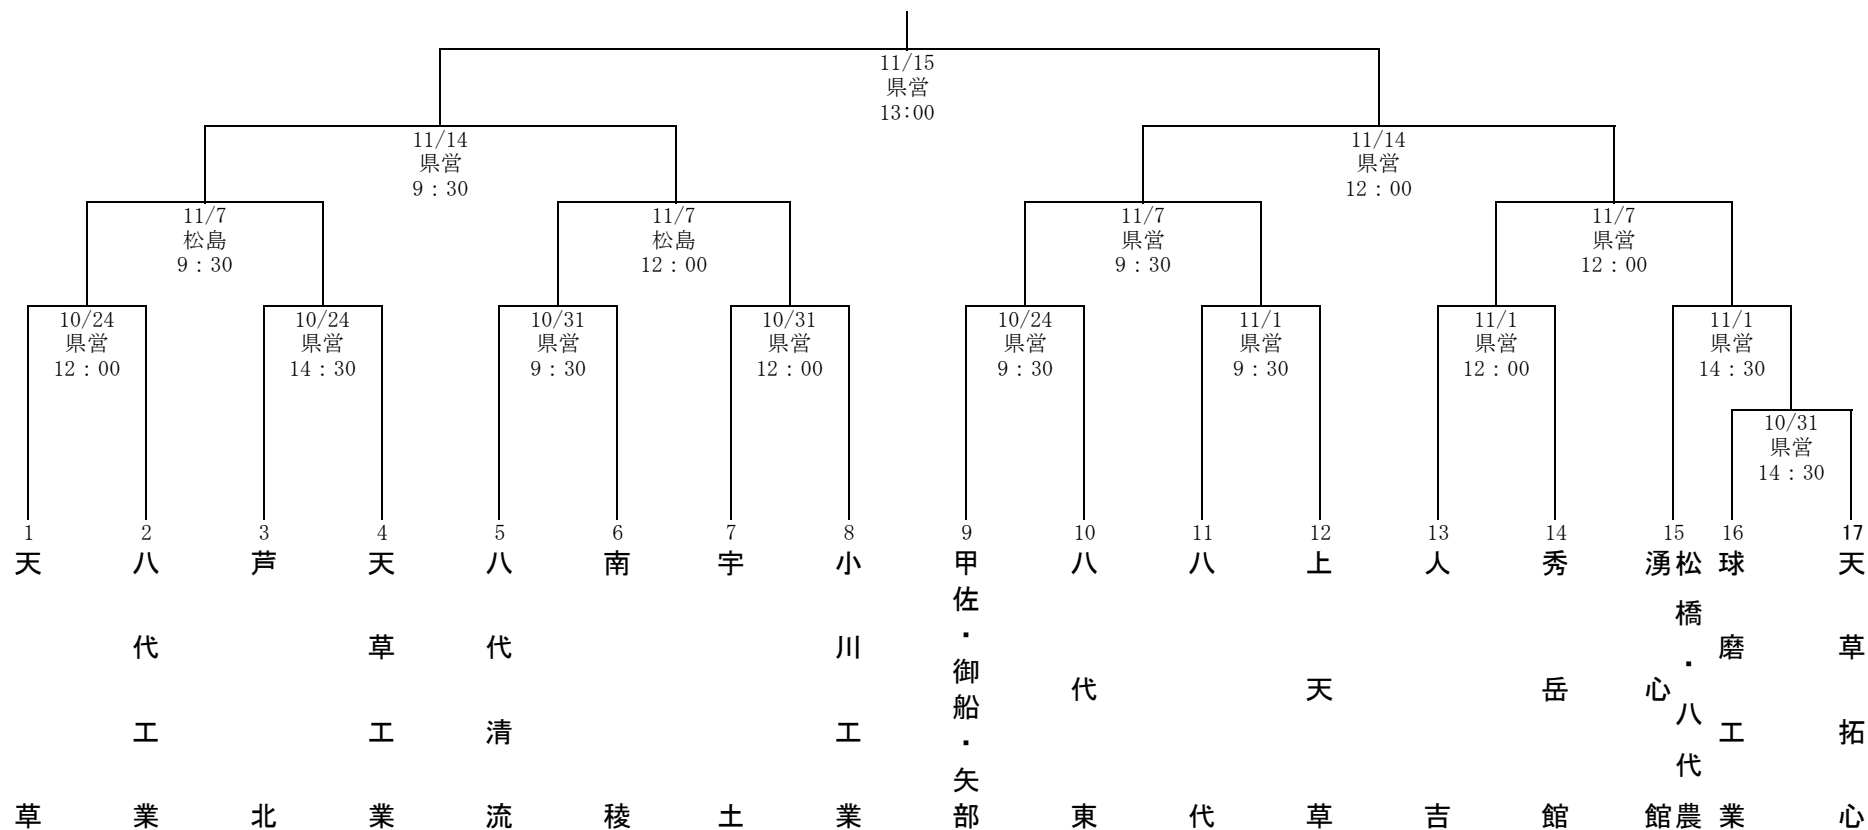 11/15
県営
13:00
11/14
県営
9：30
11/14
県営
12：00
11/7
松島
9：30
11/7
松島
12：00
11/7
県営
9：30
11/7
県営
12：00
10/24
県営
12：00
10/24
県営
14：30
10/31
県営
9：30
10/31
県営
12：00
10/24
県営
9：30
11/1
県営
9：30
11/1
県営
12：00
11/1
県営
14：30
10/31
県営
14：30
1
天草
2
八代工業
3
芦北
4
天草工業
5
八代清流
6
南稜
7
宇土
8
小川工業
9
甲佐・御船・矢部
10
八代東
11
八代
12
上天草
13
人吉
14
秀岳館
15
湧心館
松橋・八代農
16
球磨工業
17
天草拓心